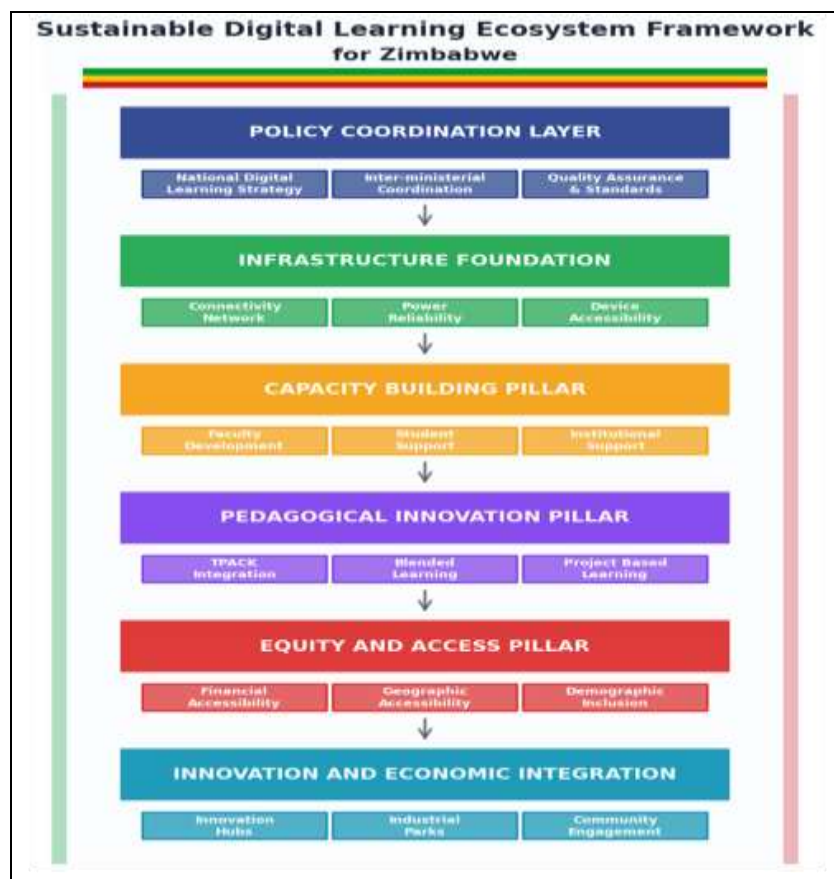 Sustainable Digital Learning Ecosystem Framework
for Zimbabwe
POLICY COORDINATION LAYER
National Digital
Learning Strategy
Inter-ministerial
Coordination
Quality Assurance
& Standards
INFRASTRUCTURE FOUNDATION
Connectivity
Network
Power
Reliability
Device
Accessibility
CAPACITY BUILDING PILLAR
Faculty
Development
Student
Support
Institutional
Support
PEDAGOGICAL INNOVATION PILLAR
TPACK
Integration
Blended
Learning
Project Based
Learning
EQUITY AND ACCESS PILLAR
Financial
Accessibility
Geographic
Accessibility
Demographic
Inclusion
INNOVATION AND ECONOMIC INTEGRATION
Innovation
Hubs
Industrial
Parks
Community
Engagement